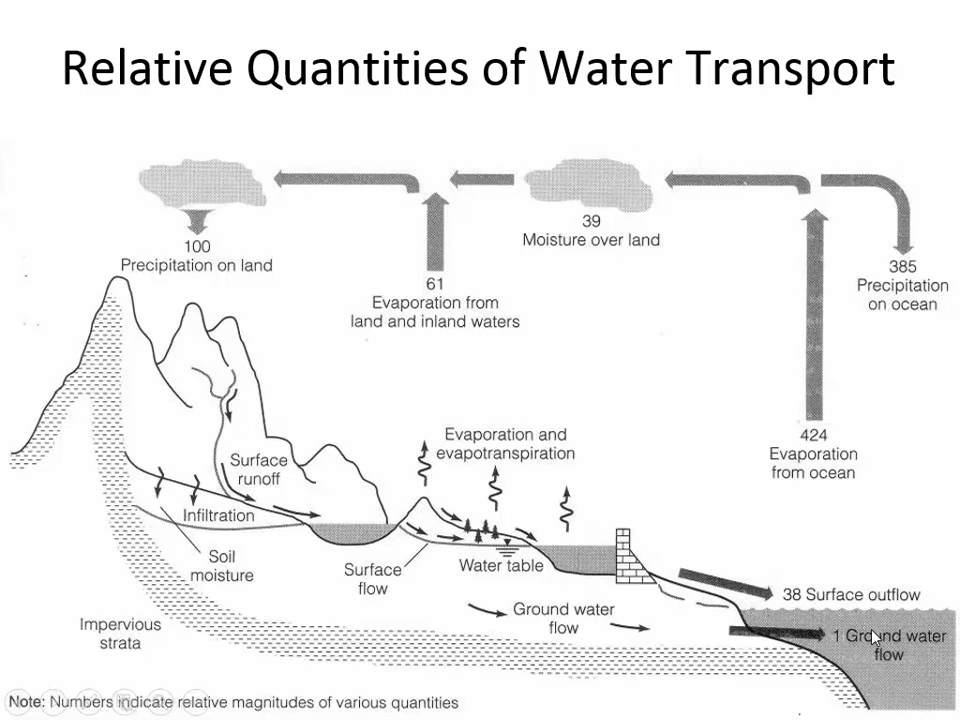 Relative Quantities of Water Transport
100
Precipitation on land
39
Moisture over land
61
Evaporation from
land and inland waters
385
Precipitation
on ocean
424
Evaporation
from ocean
Evaporation and
evapotranspiration
Surface
runoff
Infiltration
Soil
moisture
Surface
flow
Water table
38 Surface outflow
Ground water
flow
1 Ground water
flow
Impervious
strata
Note: Numbers indicate relative magnitudes of various quantities